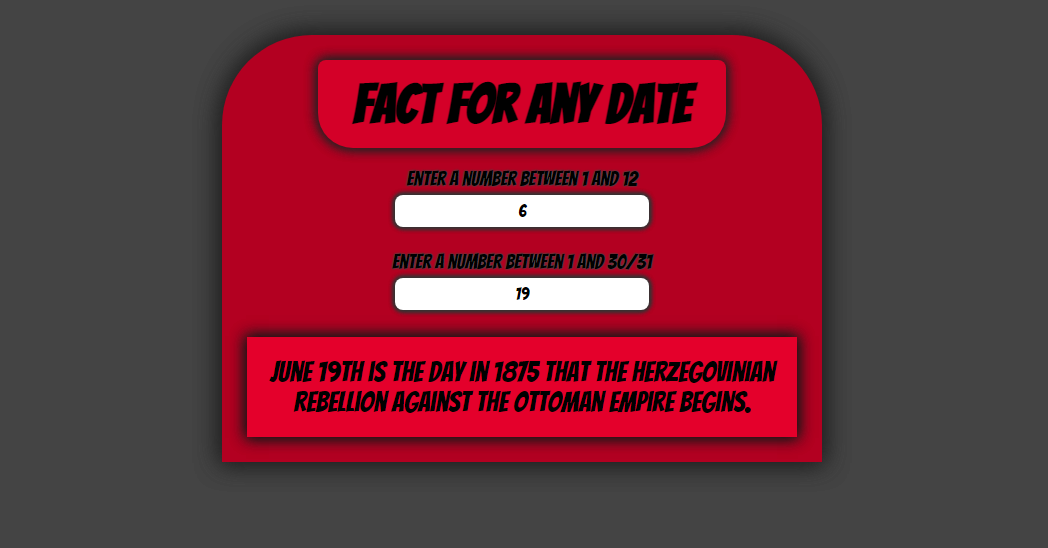 FACT FOR ANY DATE
ENTER A NUMBER BETWEEN 1 AND 12
6
ENTER A NUMBER BETWEEN 1 AND 30/31
19
JUNE 19TH IS THE DAY IN 1875 THAT THE HERZEGOVINIAN
REBELLION AGAINST THE OTTOMAN EMPIRE BEGINS.